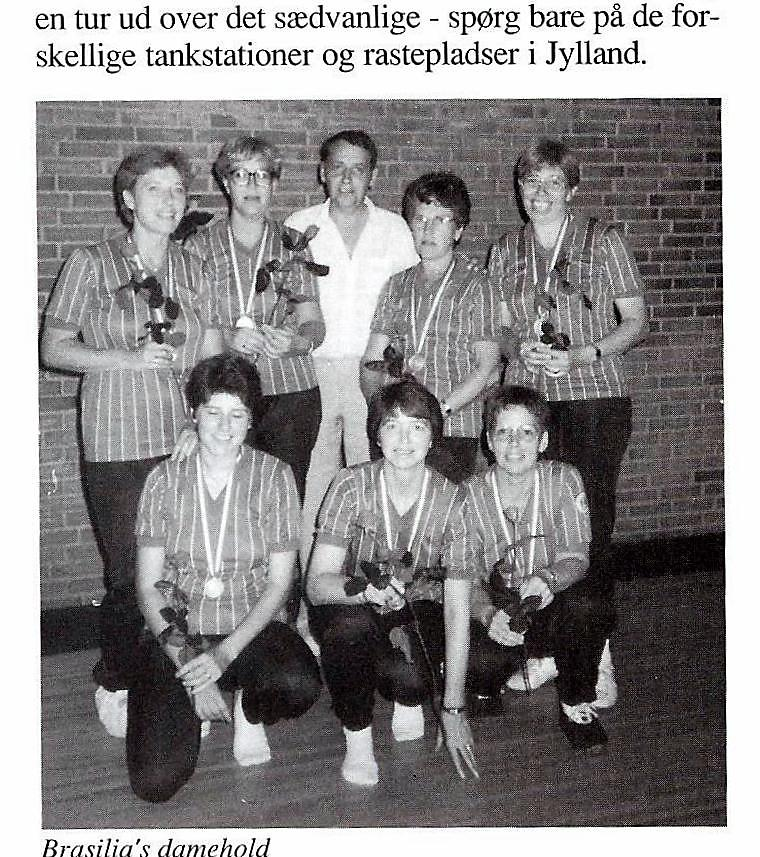 en tur ud over det sædvanlige - spørg bare på de for-
skellige tankstationer og rastepladser i Jylland.
Brasilia's damehold